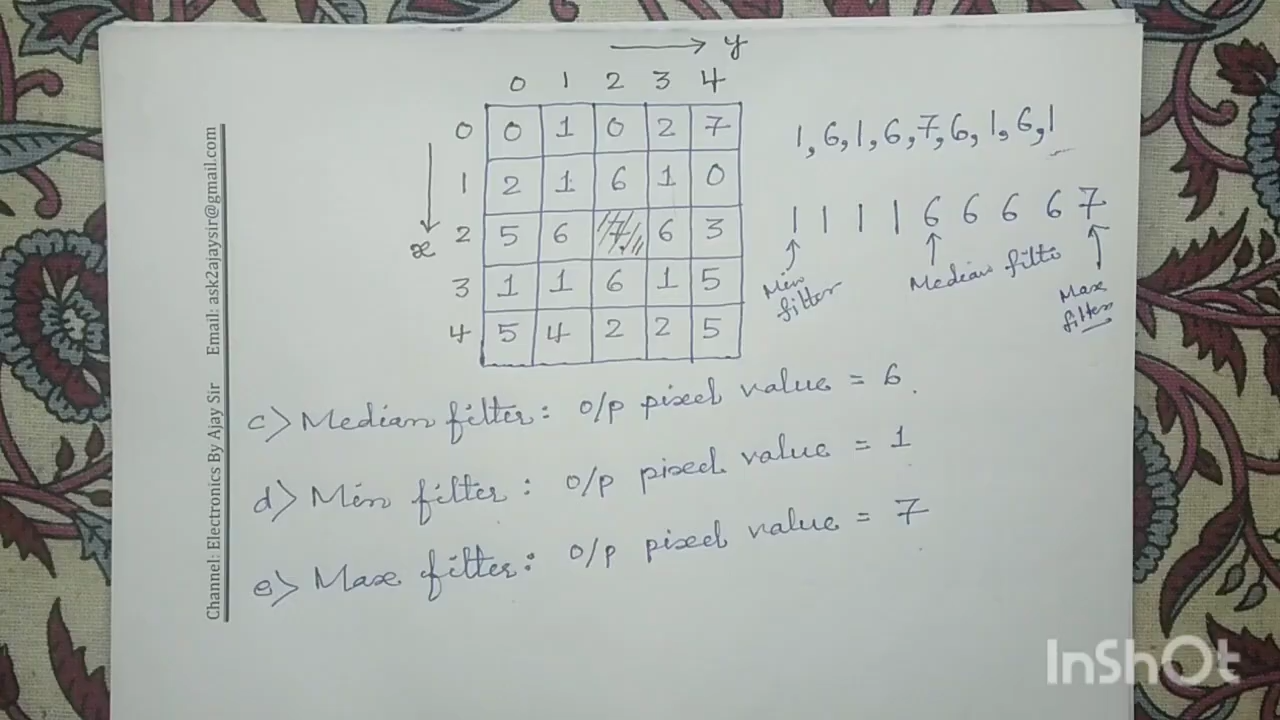 → y
0 1 2 3 4
0 0 1 0 2 7
1 2 1 6 1 0
x 2 5 6 7 6 3
3 1 1 6 1 5
4 5 4 2 2 5
1,6,1,6,7,6,1,6,1
1 1 1 1 6 6 6 6 7
Min filter
Median filte
Max filter
c) Median filter: o/p pixel value = 6.
d) Min filter: o/p pixel value = 1
e) Max filter: o/p pixel value = 7
Channel: Electronics By Ajay Sir Email: ask2ajaysir@gmail.com
InShOt